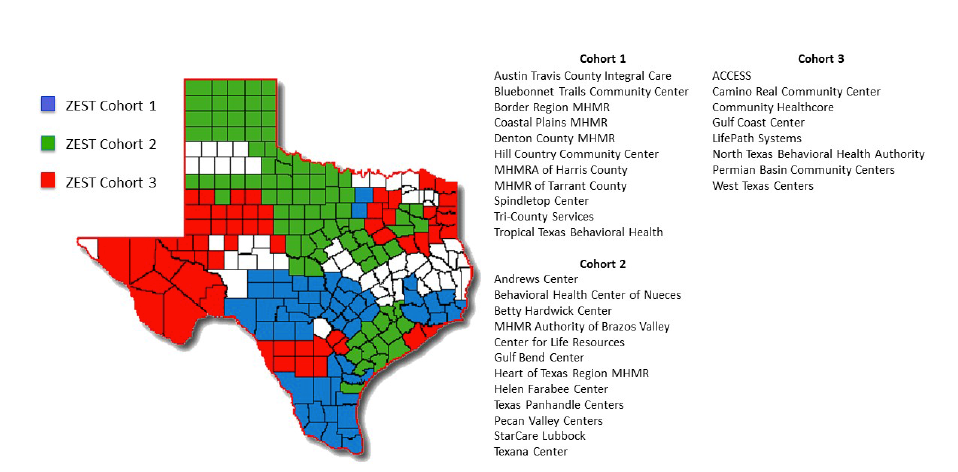 ZEST Cohort 1
ZEST Cohort 2
ZEST Cohort 3
Cohort 1
Austin Travis County Integral Care
Bluebonnet Trails Community Center
Border Region MHMR
Coastal Plains MHMR
Denton County MHMR
Hill Country Community Center
MHMRA of Harris County
MHMR of Tarrant County
Spindletop Center
Tri-County Services
Tropical Texas Behavioral Health
Cohort 2
Andrews Center
Behavioral Health Center of Nueces
Betty Hardwick Center
MHMR Authority of Brazos Valley
Center for Life Resources
Gulf Bend Center
Heart of Texas Region MHMR
Helen Farabee Center
Texas Panhandle Centers
Pecan Valley Centers
StarCare Lubbock
Texana Center
Cohort 3
ACCESS
Camino Real Community Center
Community Healthcore
Gulf Coast Center
LifePath Systems
North Texas Behavioral Health Authority
Permian Basin Community Centers
West Texas Centers